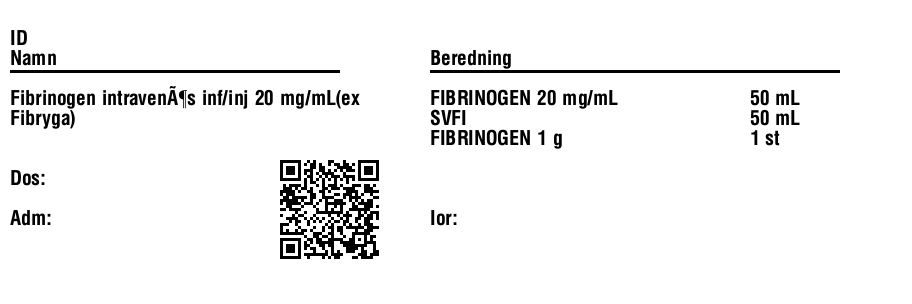 ID
Namn
Beredning
Fibrinogen intravenÃ¶s inf/inj 20 mg/mL(ex
Fibryga)
FIBRINOGEN 20 mg/mL 50 mL
SVFI 50 mL
FIBRINOGEN 1 g 1 st
Dos:
Adm:
Ior: